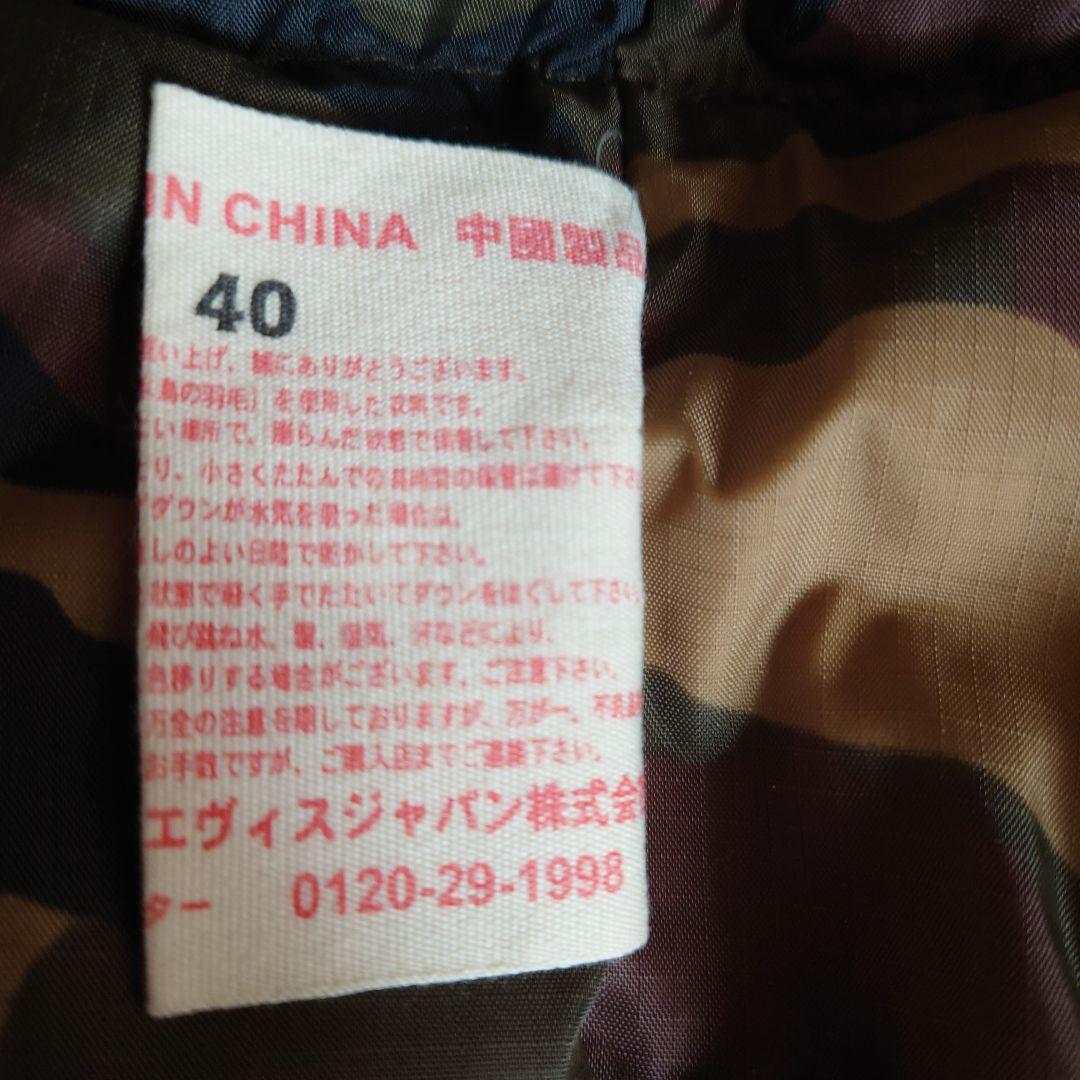 IN CHINA 中國製品
40
い上げ、誠にありがとうございます。
鳥の羽毛）を使用した衣料です。
い場所で、膨らんだ状態で保管して下さい。
り、小さくたたんでの長時間の保管は避けて下さ
ダウンが水気を吸った場合は、
しのよい日陰で乾かして下さい。
状態で軽く手でたたいてダウンをほぐして下さい
飛び跳ね水、雪、湿気、汗などにより、
色移りする場合がございます。ご注意下さい。
万全の注意を期しておりますが、万が一、不良品
お手数ですが、ご購入店までご連絡下さい。
エヴィスジャパン株式会
ター 0120-29-1998